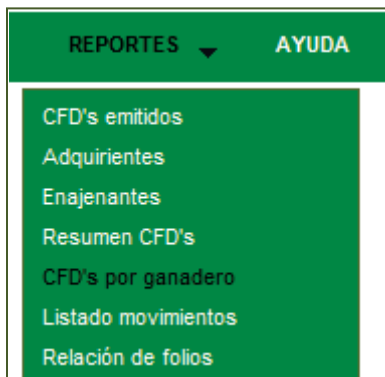 REPORTES AYUDA
CFD's emitidos
Adquirientes
Enajenantes
Resumen CFD's
CFD's por ganadero
Listado movimientos
Relación de folios